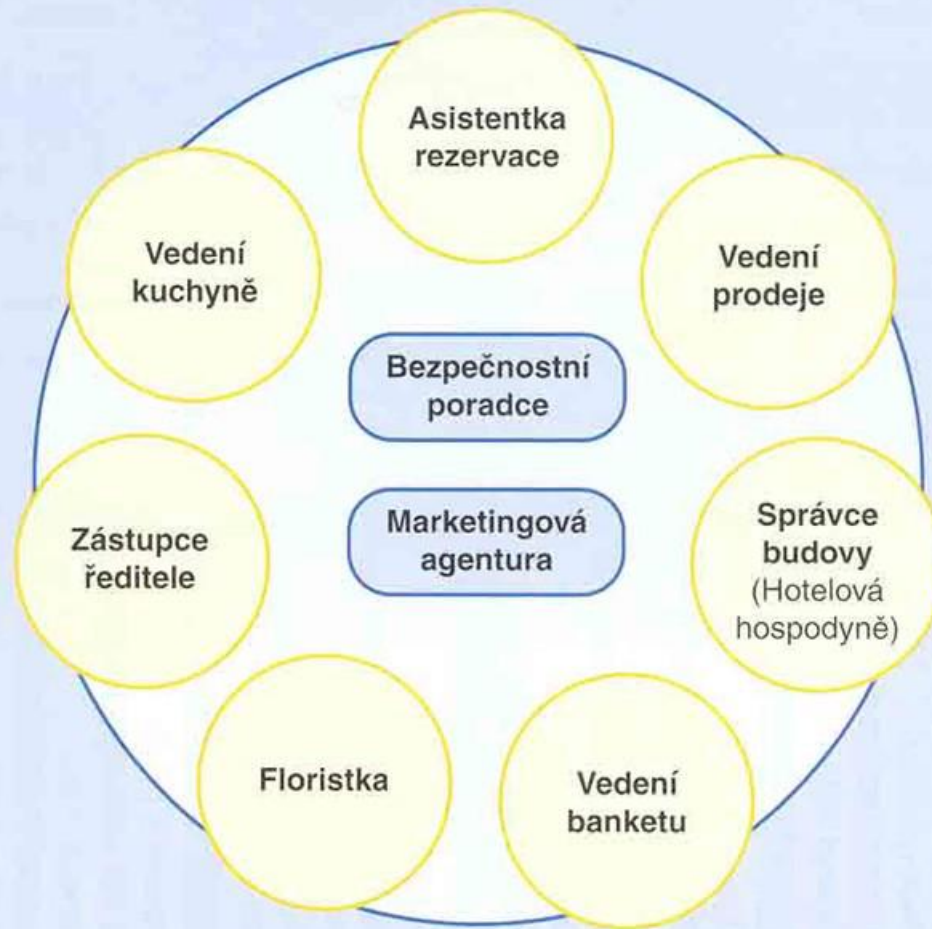 Asistentka
rezervace
Vedení
kuchyně
Vedení
prodeje
Bezpečnostní
poradce
Marketingová
agentura
Zástupce
ředitele
Správce
budovy
(Hotelová
hospodyně)
Floristka
Vedení
banketu